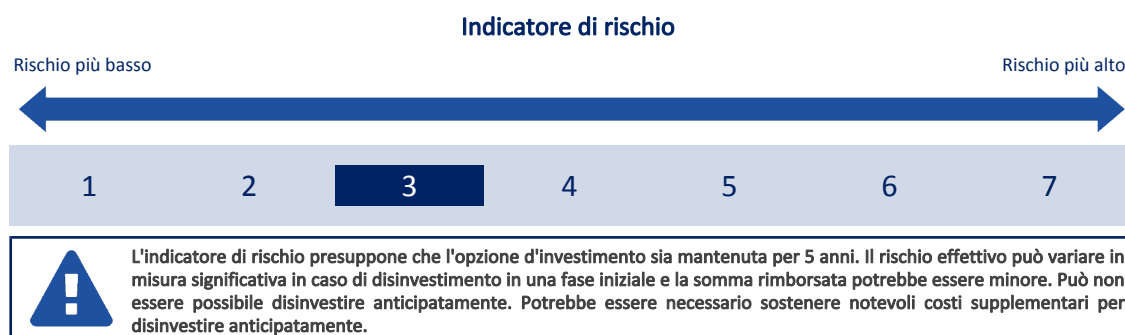 Indicatore di rischio
Rischio più basso
Rischio più alto
1 2 3 4 5 6 7
L'indicatore di rischio presuppone che l'opzione d'investimento sia mantenuta per 5 anni. Il rischio effettivo può variare in
misura significativa in caso di disinvestimento in una fase iniziale e la somma rimborsata potrebbe essere minore. Può non
essere possibile disinvestire anticipatamente. Potrebbe essere necessario sostenere notevoli costi supplementari per
disinvestire anticipatamente.